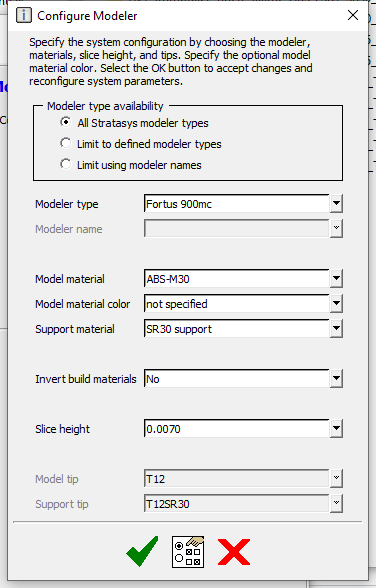 Configure Modeler
Specify the system configuration by choosing the modeler,
materials, slice height, and tips. Specify the optional model
material color. Select the OK button to accept changes and
reconfigure system parameters.
Modeler type availability
All Stratasys modeler types
Limit to defined modeler types
Limit using modeler names
Modeler type Fortus 900mc
Modeler name
Model material ABS-M30
Model material color not specified
Support material SR30 support
Invert build materials No
Slice height 0.0070
Model tip T12
Support tip T12SR30